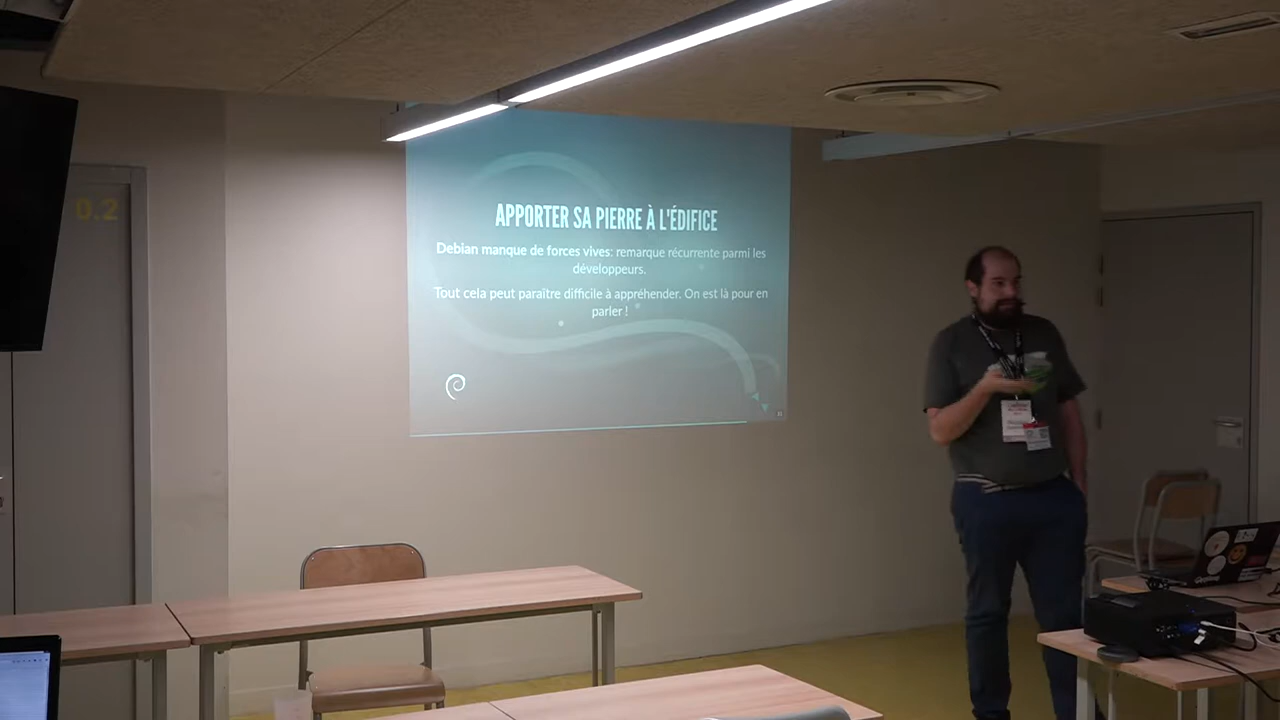 0.2
APPORTER SA PIERRE À L'ÉDIFICE
Debian manque de forces vives: remarque récurrente parmi les
développeurs.
Tout cela peut paraître difficile à appréhender. On est là pour en
parler !